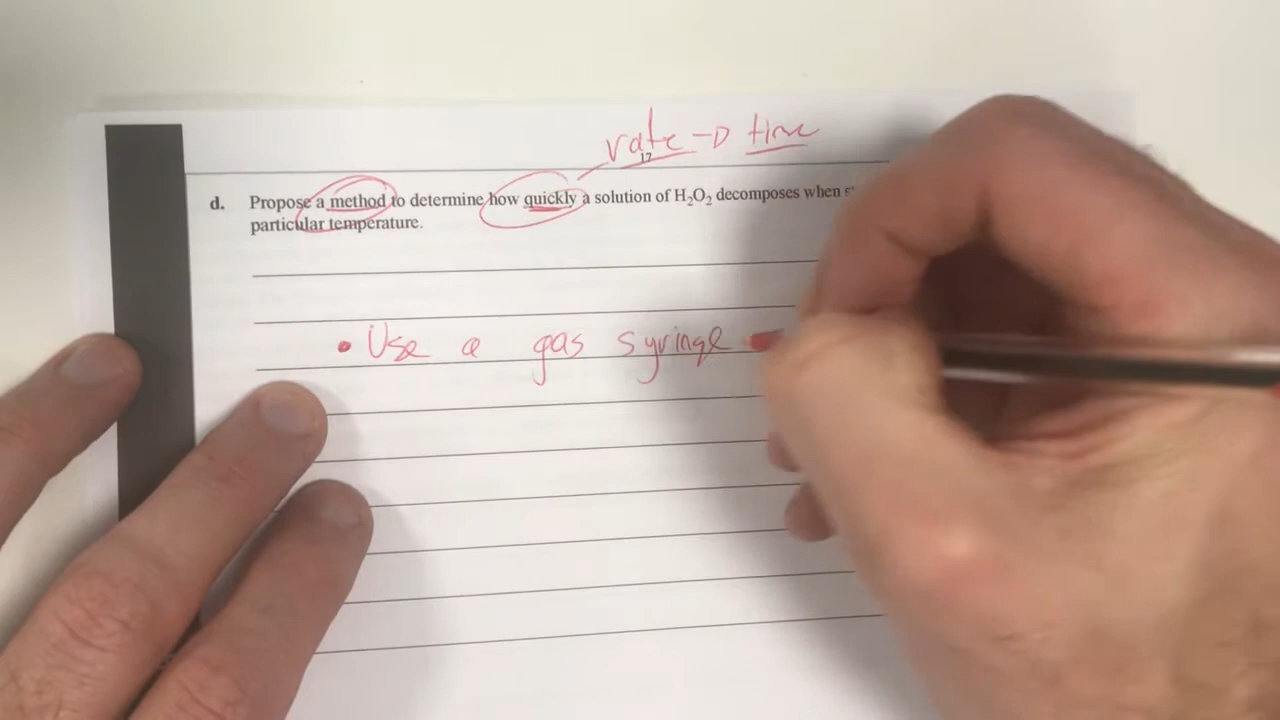 rate → time
17
d. Propose a method to determine how quickly a solution of H₂O₂ decomposes when
particular temperature.
• Use a gas syringe